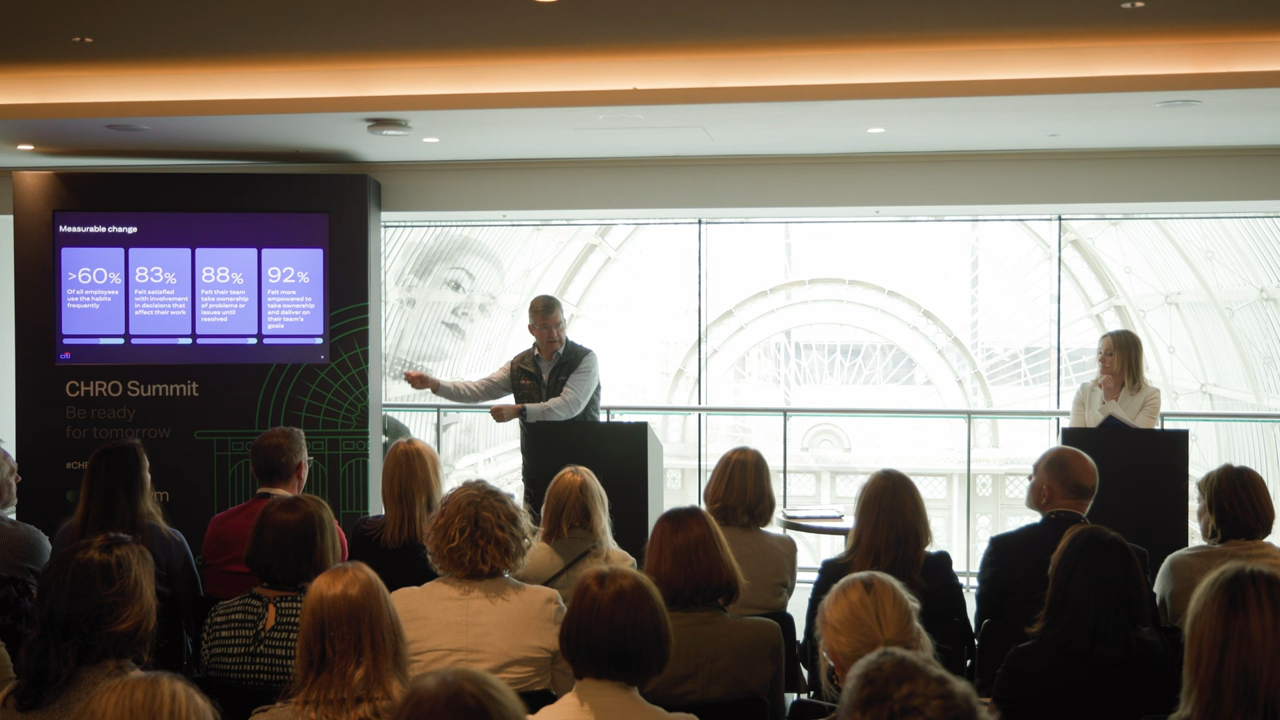 Measurable change
>60%
Of all employees
use the habits
frequently
83%
Felt satisfied
with involvement
in decisions that
affect their work
88%
Felt their team
take ownership
of problems or
issues until
resolved
92%
Felt more
empowered to
take ownership
and deliver on
their team's
goals
citi
CHRO Summit
Be ready
for tomorrow